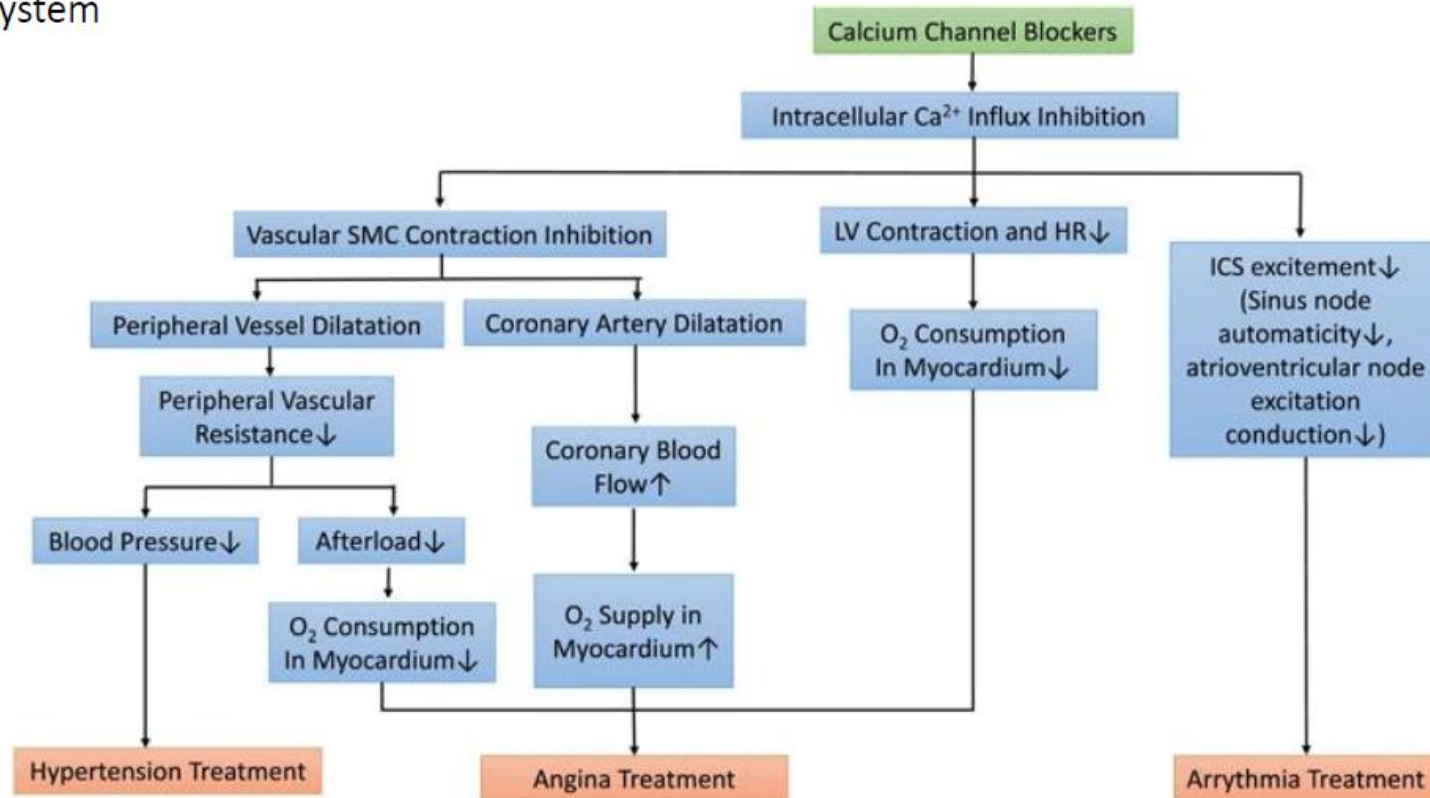 ystem
Calcium Channel Blockers
Intracellular Ca²⁺ Influx Inhibition
Vascular SMC Contraction Inhibition
LV Contraction and HR↓
ICS excitement↓
(Sinus node
automaticity↓,
atrioventricular node
excitation
conduction↓)
Peripheral Vessel Dilatation
Coronary Artery Dilatation
O₂ Consumption
In Myocardium↓
Peripheral Vascular
Resistance↓
Coronary Blood
Flow↑
Blood Pressure↓
Afterload↓
O₂ Consumption
In Myocardium↓
O₂ Supply in
Myocardium↑
Hypertension Treatment
Angina Treatment
Arrythmia Treatment